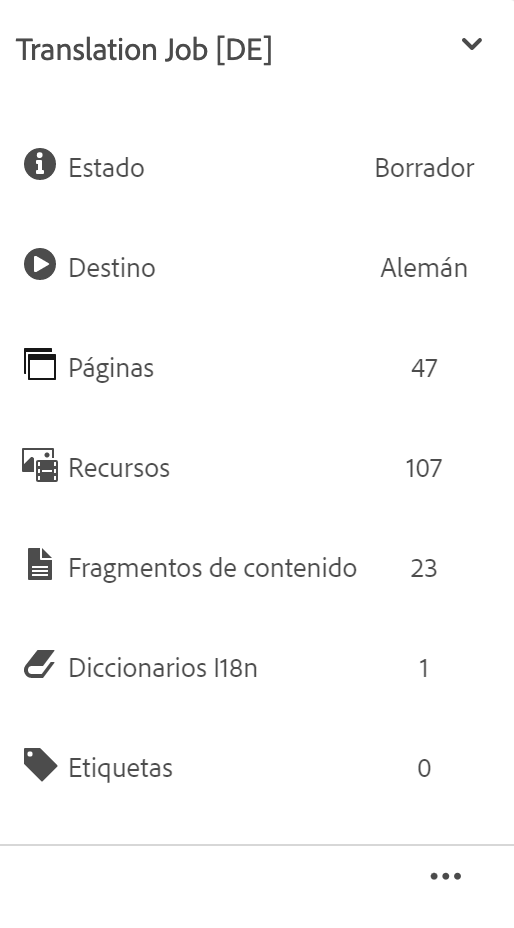 Translation Job [DE]
Estado Borrador
Destino Alemán
Páginas 47
Recursos 107
Fragmentos de contenido 23
Diccionarios I18n 1
Etiquetas 0